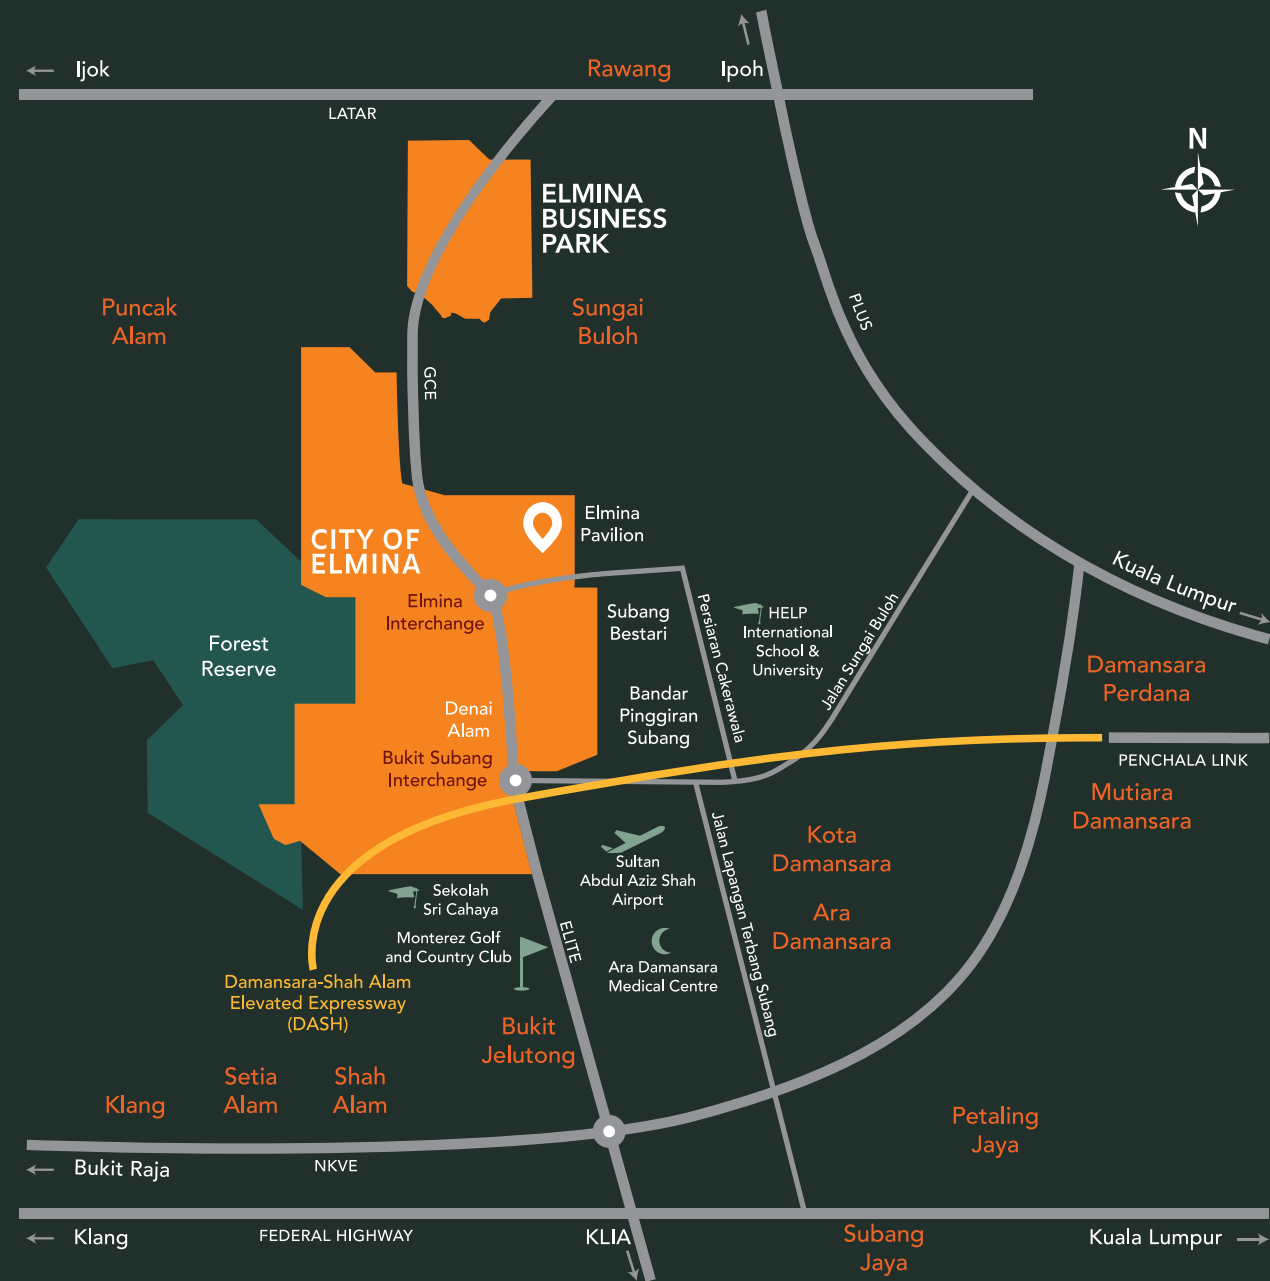 Ijok
Rawang
Ipoh
LATAR
N
ELMINA
BUSINESS
PARK
Puncak
Alam
Sungai
Buloh
PLUS
GCE
Elmina
Pavilion
CITY OF
ELMINA
Kuala Lumpur
Elmina
Interchange
Subang
Bestari
Persiaran Cakerawala
HELP
International
School &
University
Jalan Sungai Buloh
Forest
Reserve
Damansara
Perdana
Denai
Alam
Bandar
Pinggiran
Subang
Bukit Subang
Interchange
PENCHALA LINK
Mutiara
Damansara
Jalan Lapangan Terbang Subang
Kota
Damansara
Sultan
Abdul Aziz Shah
Airport
Sekolah
Sri Cahaya
Ara
Damansara
Monterez Golf
and Country Club
ELITE
Ara Damansara
Medical Centre
Damansara-Shah Alam
Elevated Expressway
(DASH)
Bukit
Jelutong
Klang
Setia
Alam
Shah
Alam
Petaling
Jaya
Bukit Raja
NKVE
Klang
FEDERAL HIGHWAY
KLIA
Subang
Jaya
Kuala Lumpur